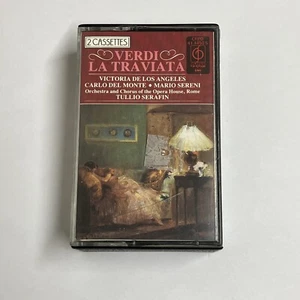 2 CASSETTES
VERDI
LA TRAVIATA
VICTORIA DE LOS ANGELES
CARLO DEL MONTE • MARIO SERENI
Orchestra and Chorus of the Opera House, Rome
TULLIO SERAFIN